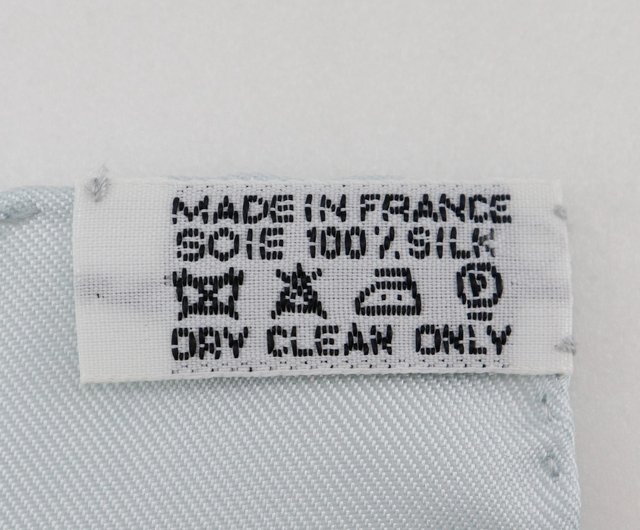 MADE IN FRANCE
SOIE 100% SILK
P
DRY CLEAN ONLY